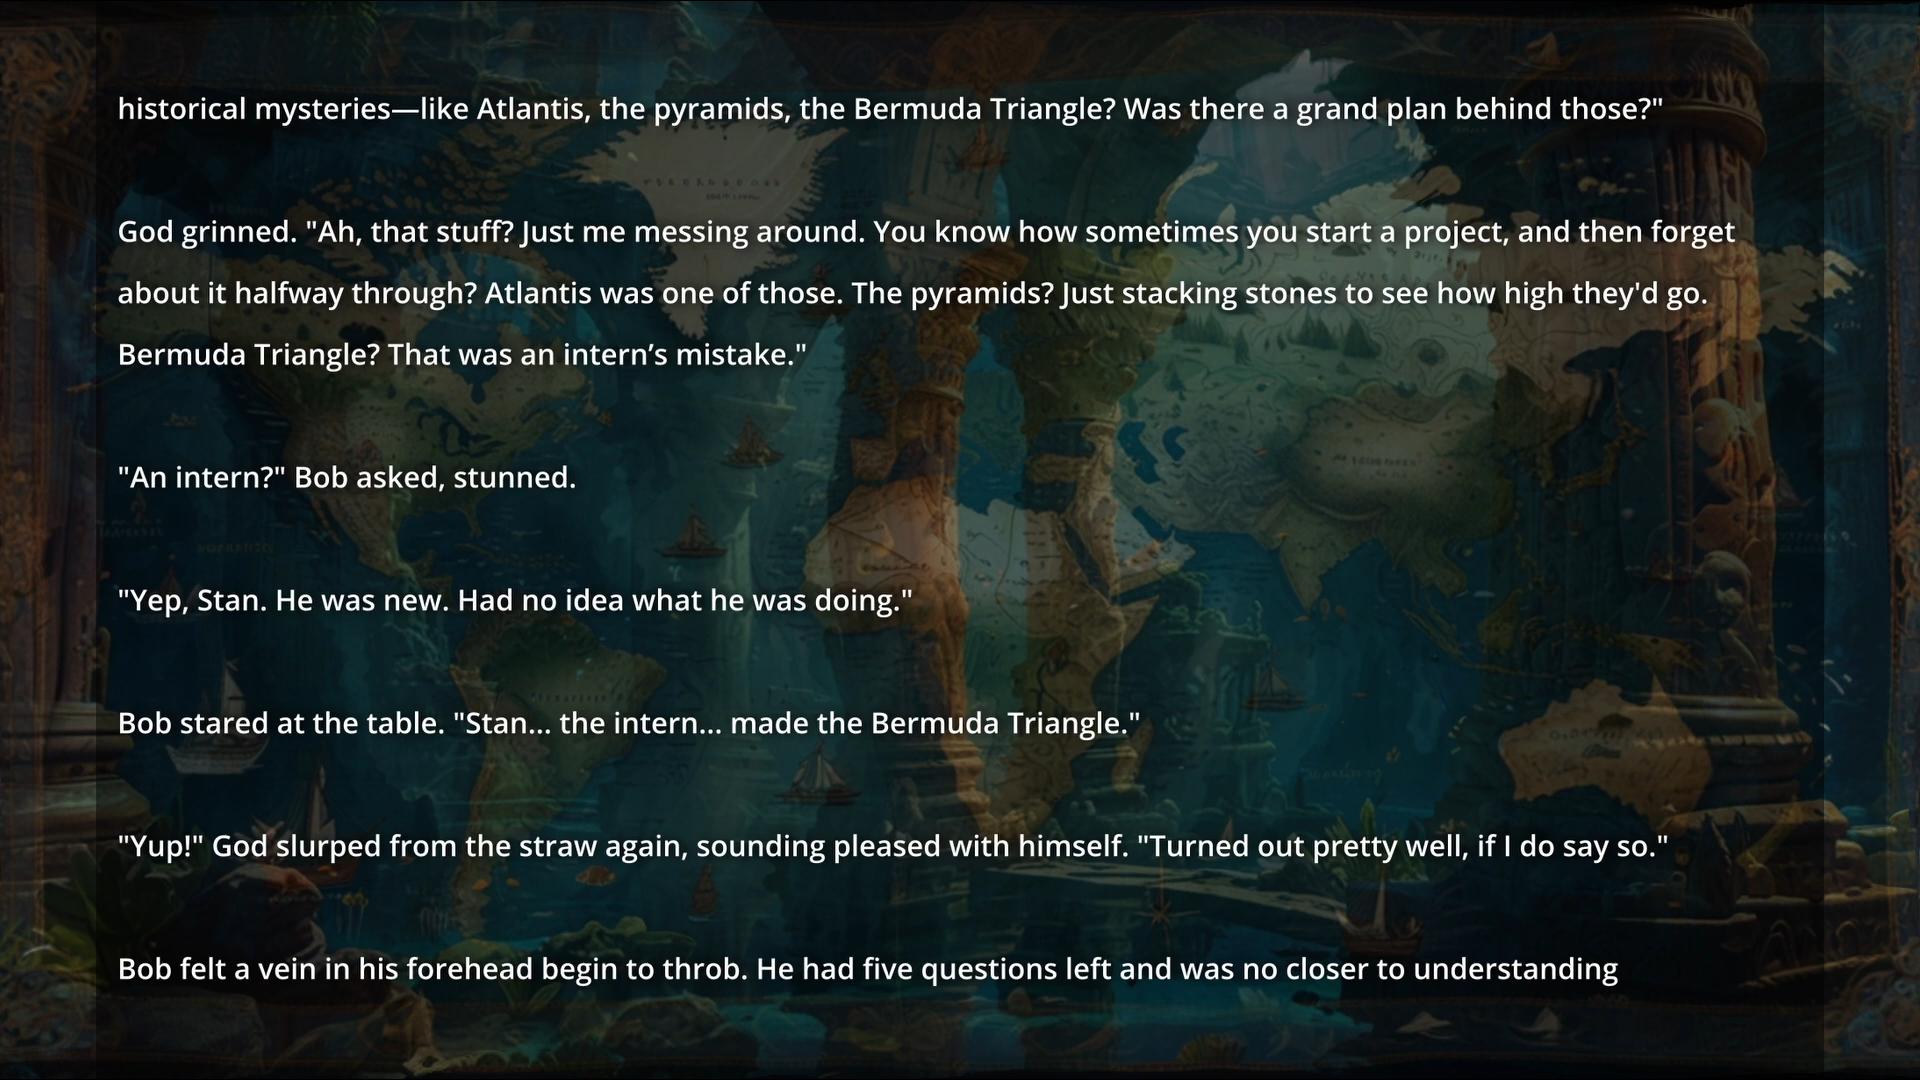 historical mysteries—like Atlantis, the pyramids, the Bermuda Triangle? Was there a grand plan behind those?"
God grinned. "Ah, that stuff? Just me messing around. You know how sometimes you start a project, and then forget
about it halfway through? Atlantis was one of those. The pyramids? Just stacking stones to see how high they'd go.
Bermuda Triangle? That was an intern’s mistake."
"An intern?" Bob asked, stunned.
"Yep, Stan. He was new. Had no idea what he was doing."
Bob stared at the table. "Stan... the intern... made the Bermuda Triangle."
"Yup!" God slurped from the straw again, sounding pleased with himself. "Turned out pretty well, if I do say so."
Bob felt a vein in his forehead begin to throb. He had five questions left and was no closer to understanding